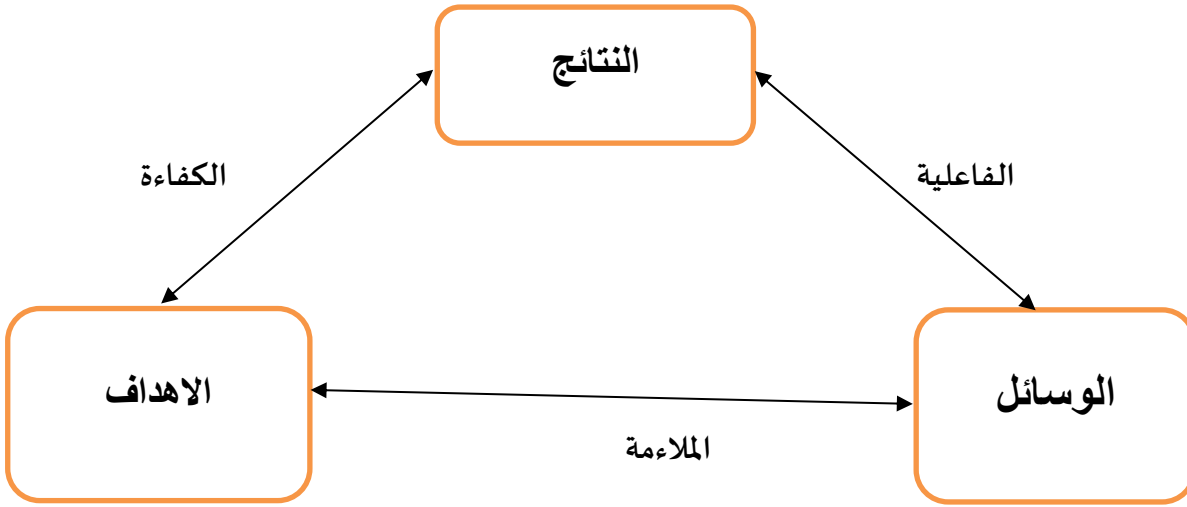 النتائج
الفاعلية
الكفاءة
الوسائل
الاهداف
الملاءمة